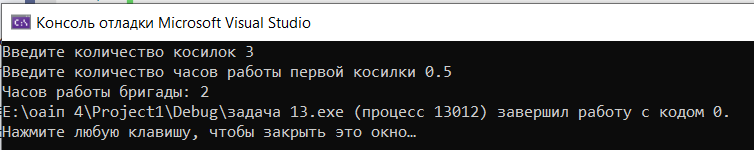 Консоль отладки Microsoft Visual Studio
Введите количество косилок 3
Введите количество часов работы первой косилки 0.5
Часов работы бригады: 2
E:\оаип 4\Project1\Debug\задача 13.exe (процесс 13012) завершил работу с кодом 0.
Нажмите любую клавишу, чтобы закрыть это окно…